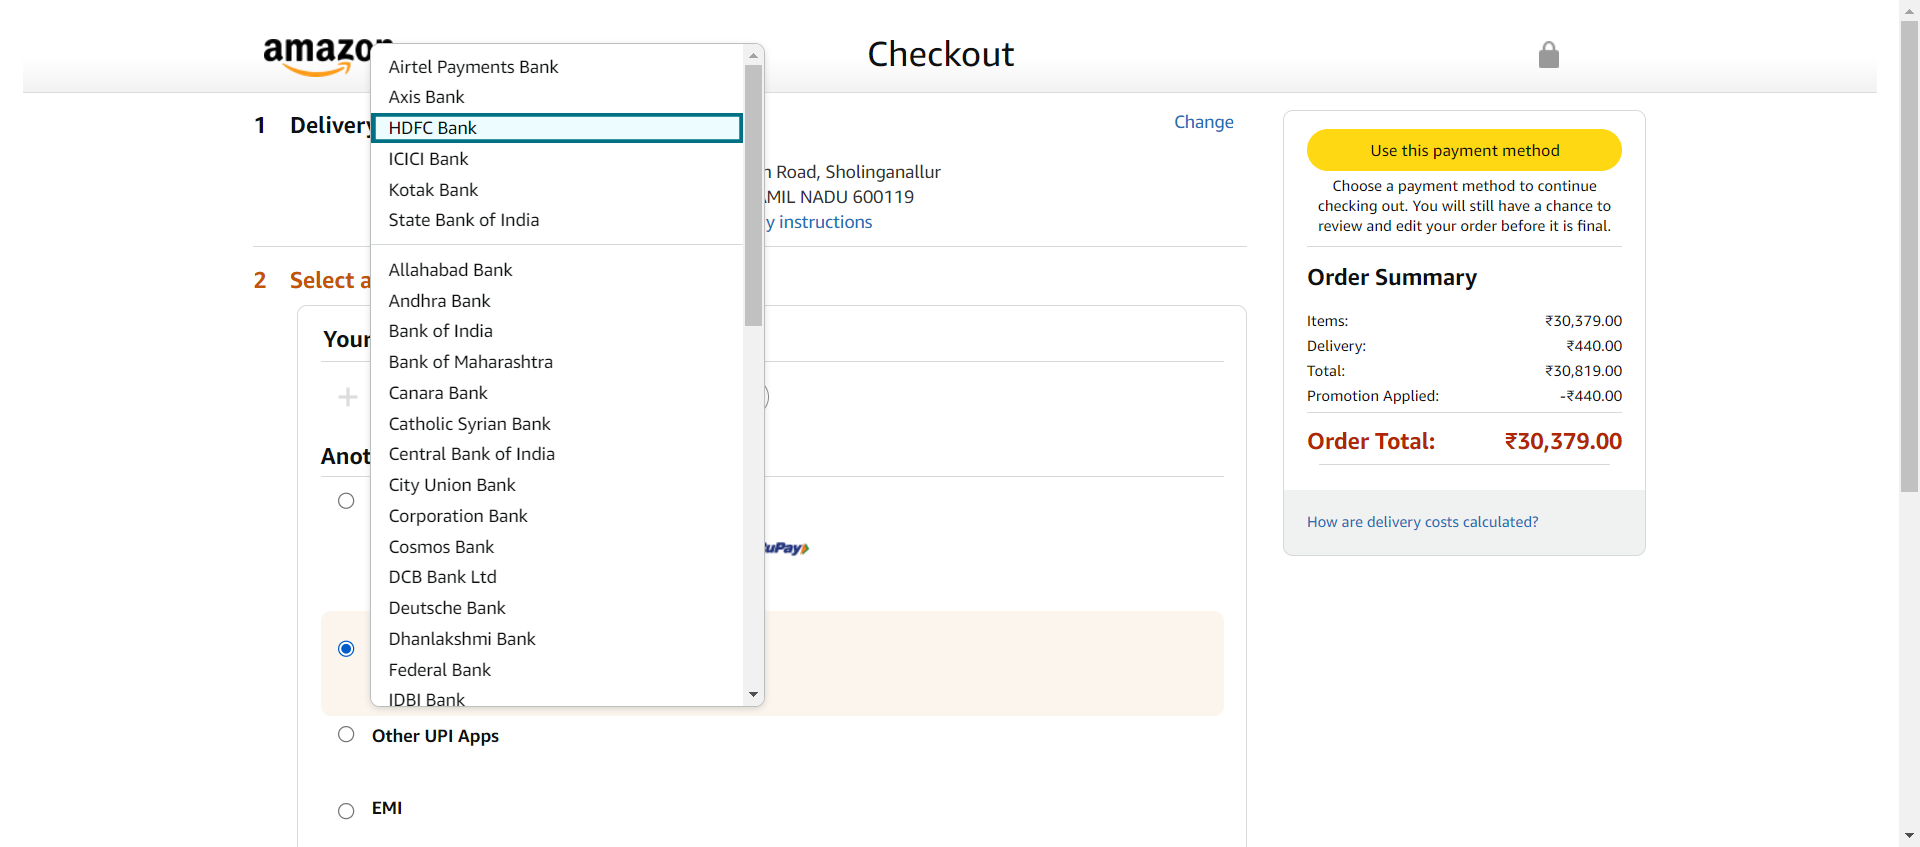 amazon
Checkout
1 Delivery
Change
Road, Sholinganallur
MIL NADU 600119
y instructions
2 Select a
Your
Anot
Airtel Payments Bank
Axis Bank
HDFC Bank
ICICI Bank
Kotak Bank
State Bank of India
Allahabad Bank
Andhra Bank
Bank of India
Bank of Maharashtra
Canara Bank
Catholic Syrian Bank
Central Bank of India
City Union Bank
Corporation Bank
Cosmos Bank
DCB Bank Ltd
Deutsche Bank
Dhanlakshmi Bank
Federal Bank
IDBI Bank
uPay
Other UPI Apps
EMI
Use this payment method
Choose a payment method to continue
checking out. You will still have a chance to
review and edit your order before it is final.
Order Summary
Items: ₹30,379.00
Delivery: ₹440.00
Total: ₹30,819.00
Promotion Applied: -₹440.00
Order Total: ₹30,379.00
How are delivery costs calculated?